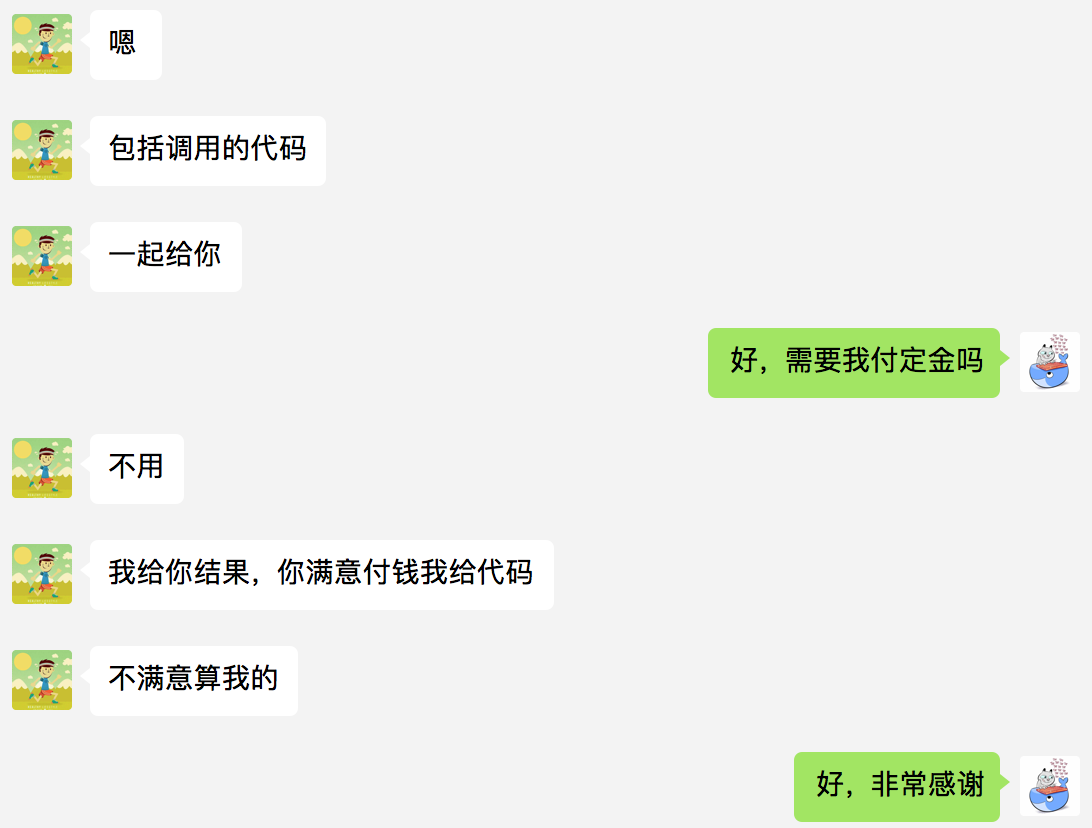 嗯
包括调用的代码
一起给你
好，需要我付定金吗
不用
我给你结果，你满意付钱我给代码
不满意算我的
好，非常感谢